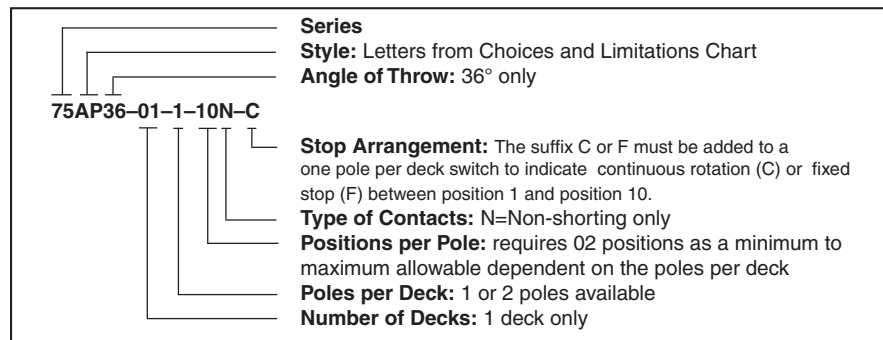 Series
Style: Letters from Choices and Limitations Chart
Angle of Throw: 36° only
75AP36–01–1–10N–C
Stop Arrangement: The suffix C or F must be added to a
one pole per deck switch to indicate continuous rotation (C) or fixed
stop (F) between position 1 and position 10.
Type of Contacts: N=Non-shorting only
Positions per Pole: requires 02 positions as a minimum to
maximum allowable dependent on the poles per deck
Poles per Deck: 1 or 2 poles available
Number of Decks: 1 deck only